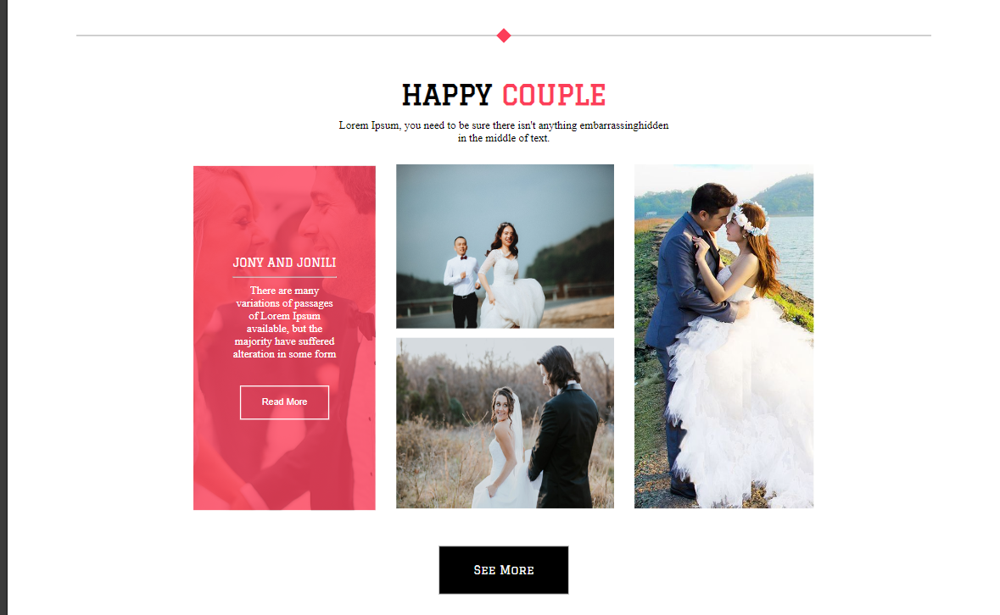 HAPPY COUPLE
Lorem Ipsum, you need to be sure there isn't anything embarrassinghidden
in the middle of text.
JONY AND JONILI
There are many
variations of passages
of Lorem Ipsum
available, but the
majority have suffered
alteration in some form
Read More
See More